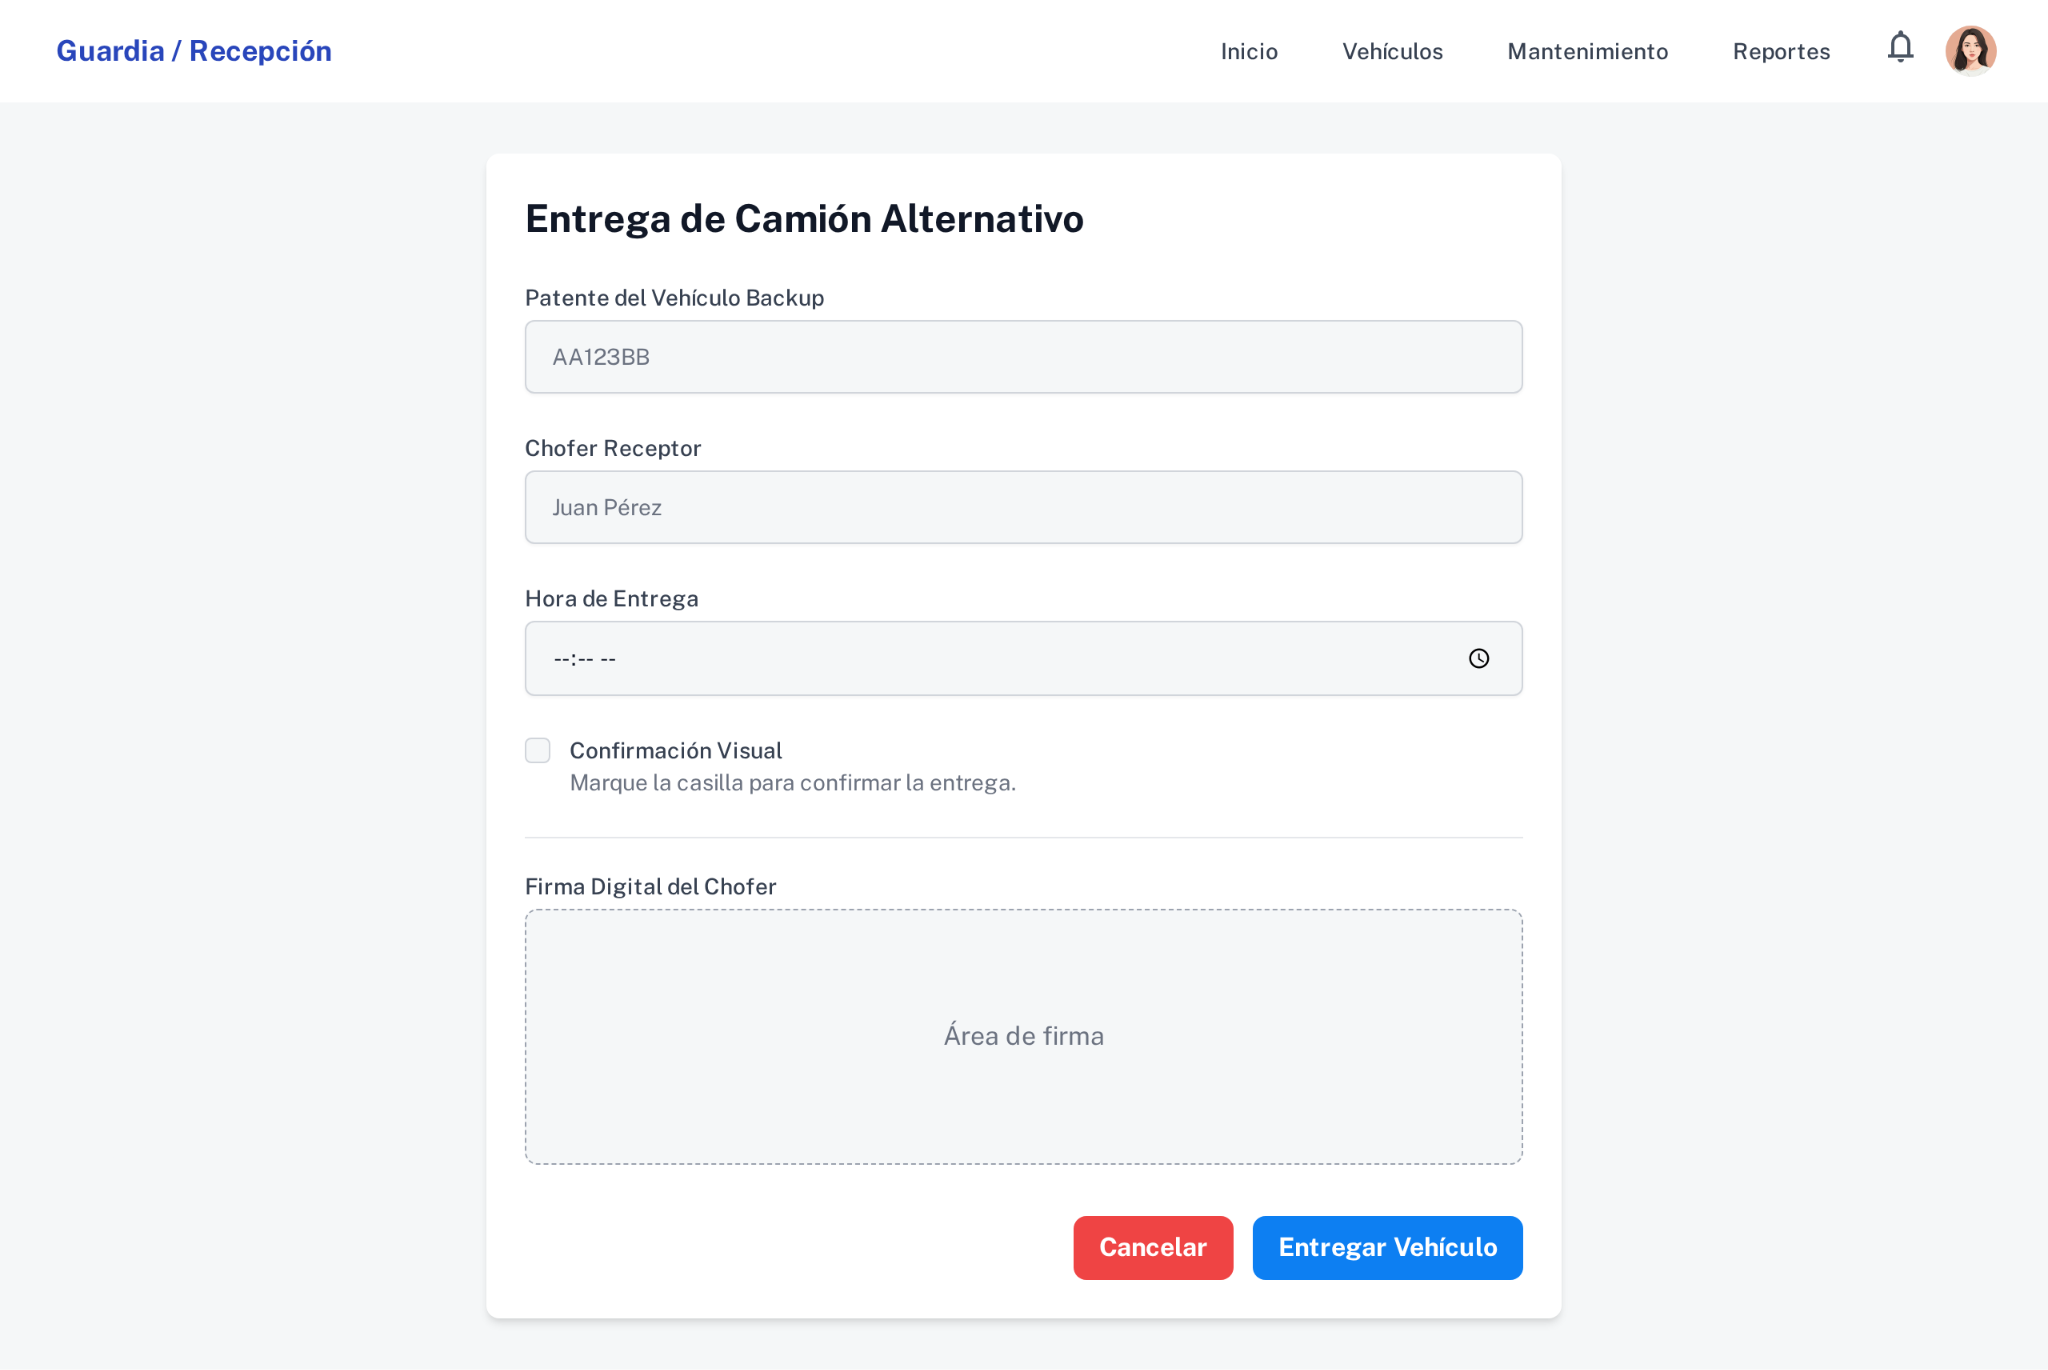 Guardia / Recepción
Inicio
Vehículos
Mantenimiento
Reportes
Entrega de Camión Alternativo
Patente del Vehículo Backup
AA123BB
Chofer Receptor
Juan Pérez
Hora de Entrega
--:-- --
Confirmación Visual
Marque la casilla para confirmar la entrega.
Firma Digital del Chofer
Área de firma
Cancelar
Entregar Vehículo